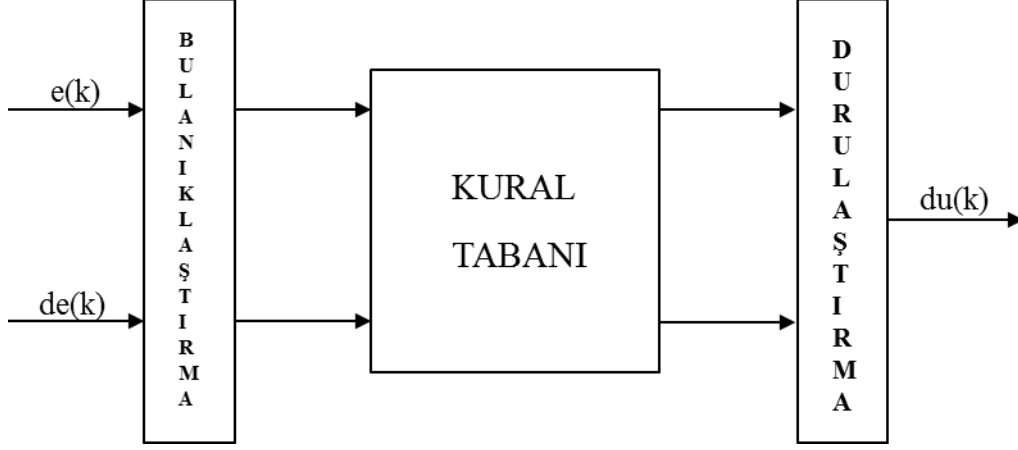 e(k)
de(k)
BULANIKLAŞTIRMA
KURAL
TABANI
DURULAŞTIRMA
du(k)